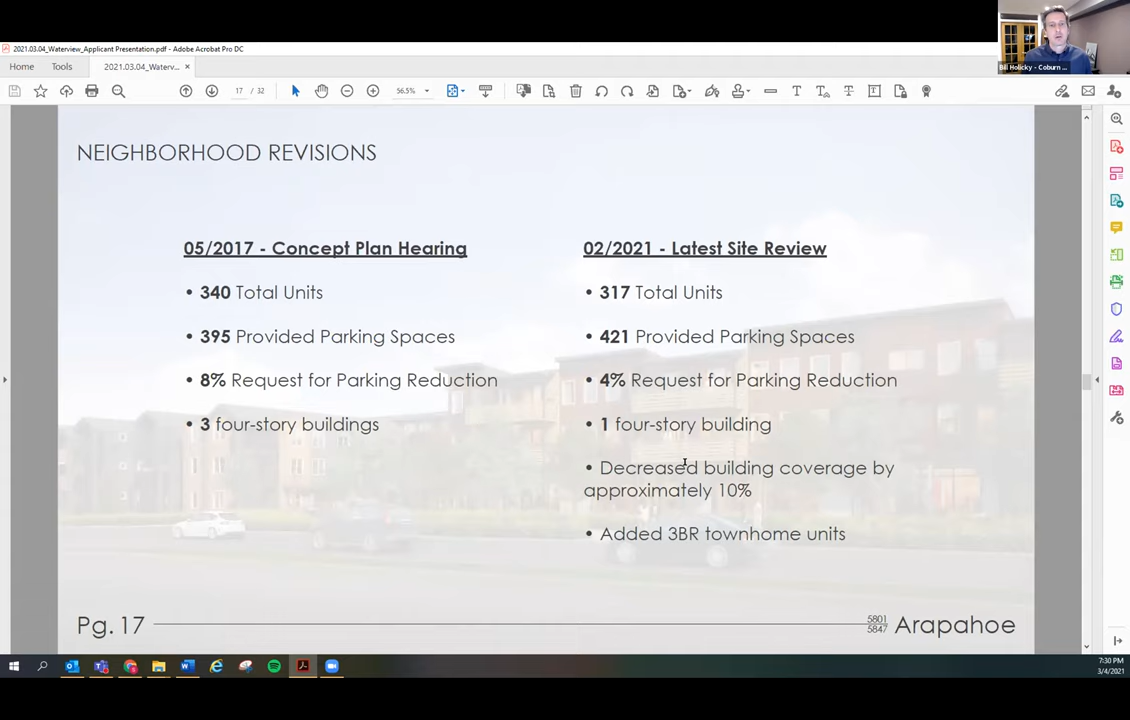 Bill Holicky - Coburn ...
2021.03.04_Waterview_Applicant Presentation.pdf - Adobe Acrobat Pro DC
Home Tools 2021.03.04_Waterv... ×
17 / 32 56.5%
NEIGHBORHOOD REVISIONS
05/2017 - Concept Plan Hearing
• 340 Total Units
• 395 Provided Parking Spaces
• 8% Request for Parking Reduction
• 3 four-story buildings
02/2021 - Latest Site Review
• 317 Total Units
• 421 Provided Parking Spaces
• 4% Request for Parking Reduction
• 1 four-story building
• Decreased building coverage by
approximately 10%
• Added 3BR townhome units
Pg. 17
5801
5847
Arapahoe
7:30 PM
3/4/2021